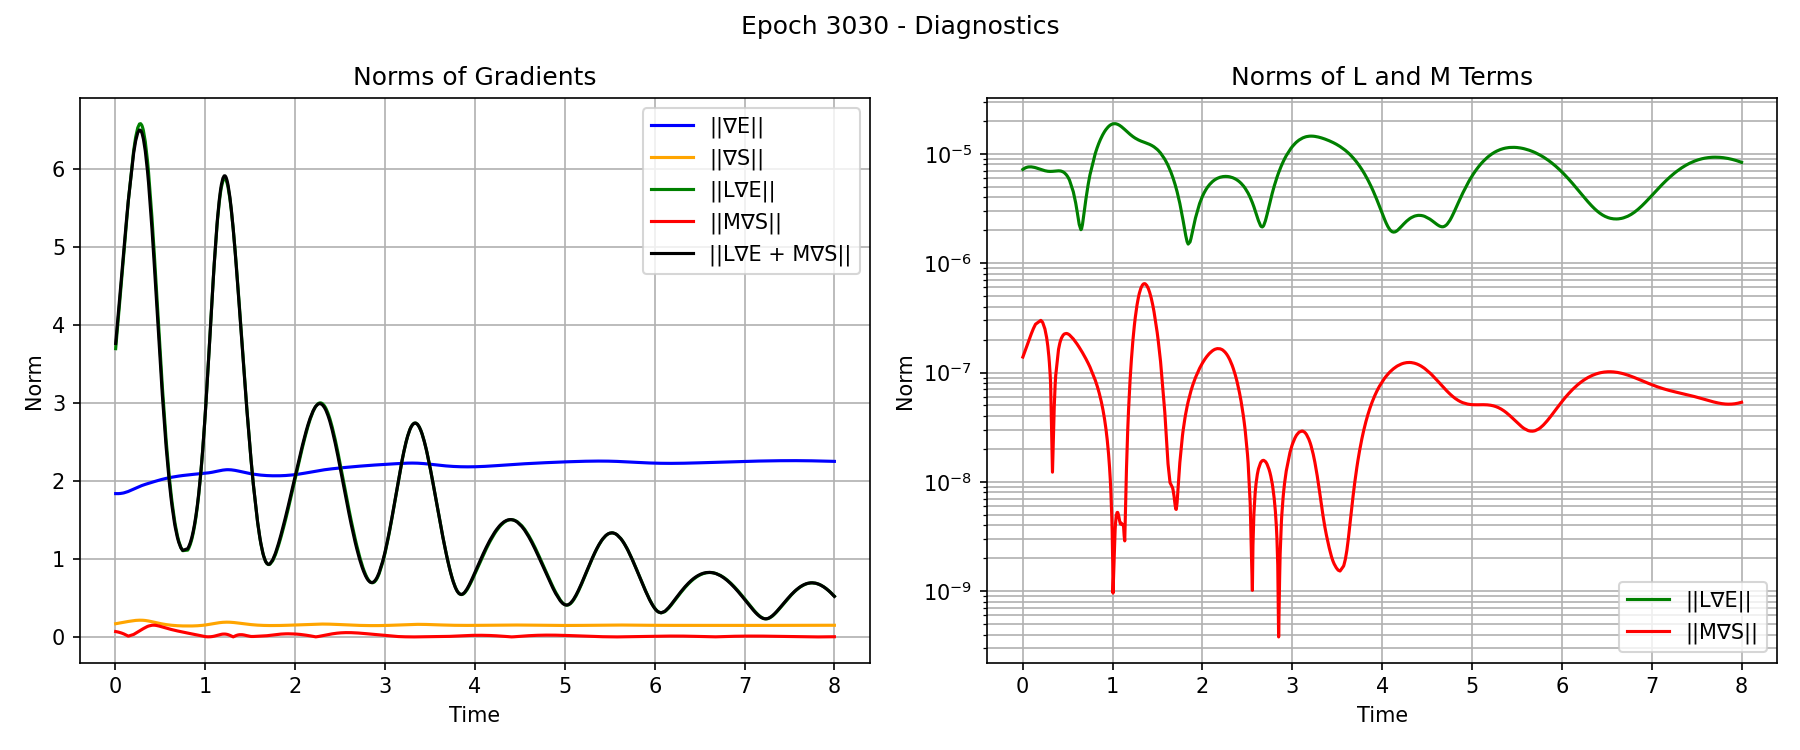 Epoch 3030 - Diagnostics
Norms of Gradients
Norm
6
5
4
3
2
1
0
||∇E||
||∇S||
||L∇E||
||M∇S||
||L∇E + M∇S||
0 1 2 3 4 5 6 7 8
Time
Norms of L and M Terms
Norm
10⁻⁵
10⁻⁶
10⁻⁷
10⁻⁸
10⁻⁹
||L∇E||
||M∇S||
0 1 2 3 4 5 6 7 8
Time